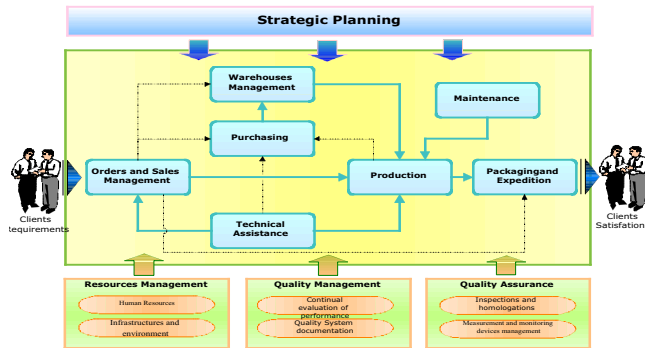 Strategic Planning
Warehouses
Management
Maintenance
Purchasing
Orders and Sales
Management
Production
Packagingand
Expedition
Technical
Assistance
Clients
Requirements
Clients
Satisfation
Resources Management
Human Resources
Infrastructures and
environment
Quality Management
Continual
evaluation of
performance
Quality System
documentation
Quality Assurance
Inspections and
homologations
Measurement and monitoring
devices management